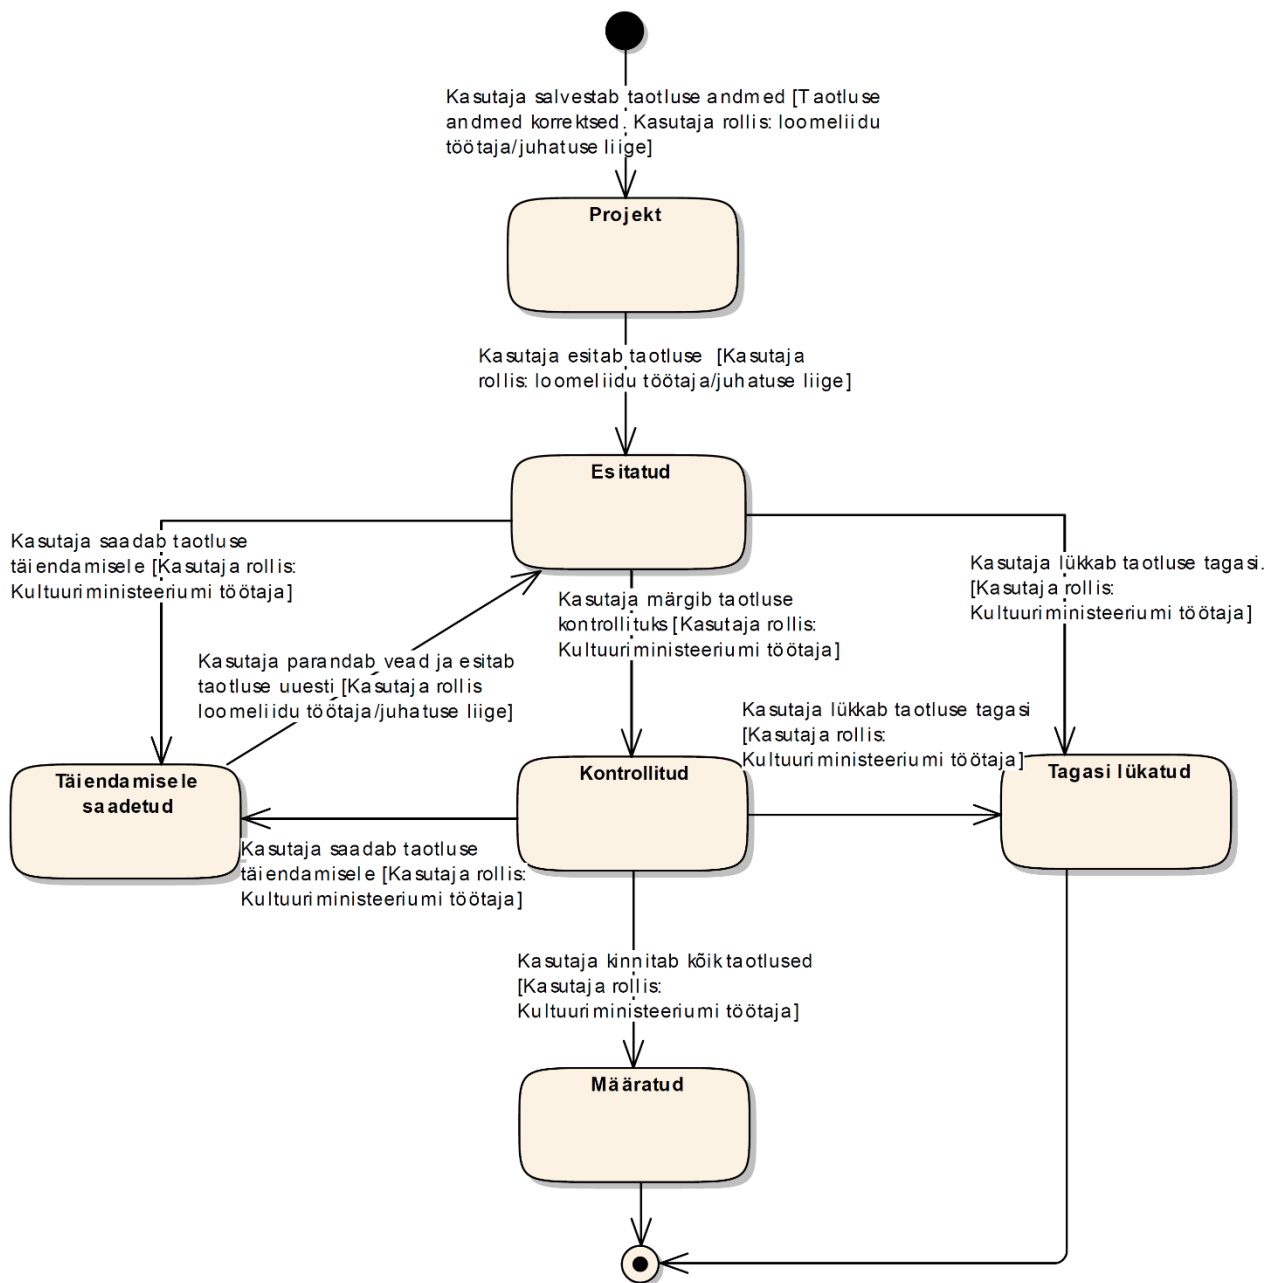 Kasutaja salvestab taotluse andmed [Taotluse
andmed korrektsed. Kasutaja rollis: loomeliidu
töötaja/juhatuse liige]
Projekt
Kasutaja esitab taotluse [Kasutaja
rollis: loomeliidu töötaja/juhatuse liige]
Esitatud
Kasutaja saadab taotluse
täiendamisele [Kasutaja rollis:
Kultuuriministeeriumi töötaja]
Kasutaja lükkab taotluse tagasi.
[Kasutaja rollis:
Kultuuriministeeriumi töötaja]
Kasutaja märgib taotluse
kontrollituks [Kasutaja rollis:
Kultuuriministeeriumi töötaja]
Kasutaja parandab vead ja esitab
taotluse uuesti [Kasutaja rollis
loomeliidu töötaja/juhatuse liige]
Kasutaja lükkab taotluse tagasi
[Kasutaja rollis:
Kultuuriministeeriumi töötaja]
Täiendamisele
saadetud
Kontrollitud
Tagasi lükatud
Kasutaja saadab taotluse
täiendamisele [Kasutaja rollis:
Kultuuriministeeriumi töötaja]
Kasutaja kinnitab kõik taotlused
[Kasutaja rollis:
Kultuuriministeeriumi töötaja]
Määratud